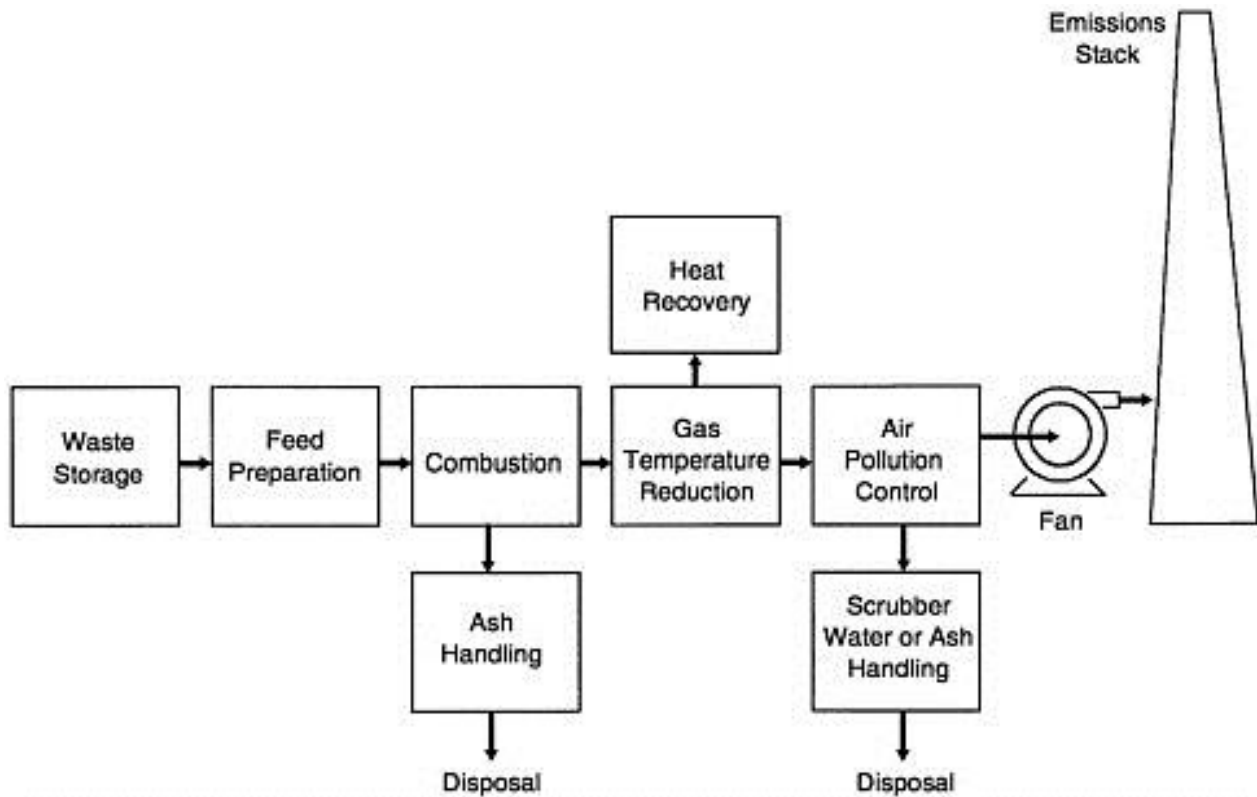 Emissions
Stack
Heat
Recovery
Waste
Storage
Feed
Preparation
Combustion
Gas
Temperature
Reduction
Air
Pollution
Control
Fan
Ash
Handling
Scrubber
Water or Ash
Handling
Disposal
Disposal